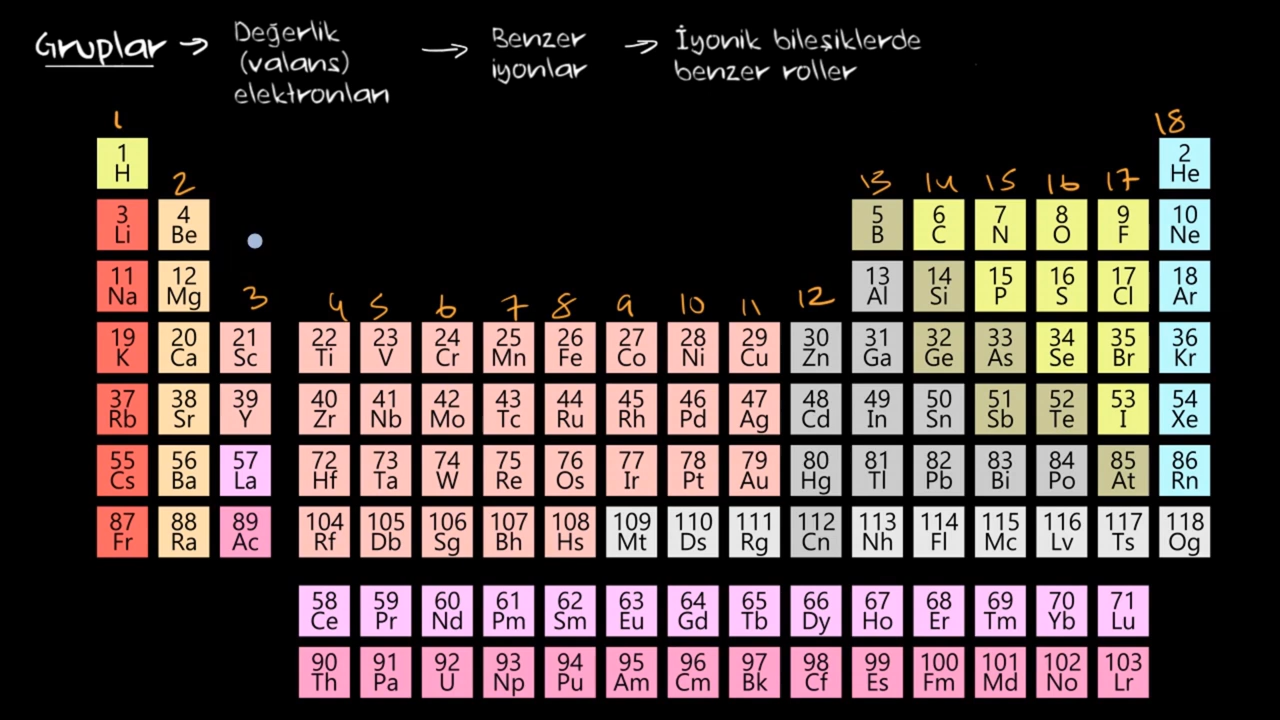 Gruplar → Değerlik (valans) elektronları → Benzer iyonlar → İyonik bileşiklerde benzer roller
1 18
2 13 14 15 16 17
3 4 5 6 7 8 9 10 11 12
1 H 2 He
3 Li 4 Be 5 B 6 C 7 N 8 O 9 F 10 Ne
11 Na 12 Mg 13 Al 14 Si 15 P 16 S 17 Cl 18 Ar
19 K 20 Ca 21 Sc 22 Ti 23 V 24 Cr 25 Mn 26 Fe 27 Co 28 Ni 29 Cu 30 Zn 31 Ga 32 Ge 33 As 34 Se 35 Br 36 Kr
37 Rb 38 Sr 39 Y 40 Zr 41 Nb 42 Mo 43 Tc 44 Ru 45 Rh 46 Pd 47 Ag 48 Cd 49 In 50 Sn 51 Sb 52 Te 53 I 54 Xe
55 Cs 56 Ba 57 La 72 Hf 73 Ta 74 W 75 Re 76 Os 77 Ir 78 Pt 79 Au 80 Hg 81 Tl 82 Pb 83 Bi 84 Po 85 At 86 Rn
87 Fr 88 Ra 89 Ac 104 Rf 105 Db 106 Sg 107 Bh 108 Hs 109 Mt 110 Ds 111 Rg 112 Cn 113 Nh 114 Fl 115 Mc 116 Lv 117 Ts 118 Og
58 Ce 59 Pr 60 Nd 61 Pm 62 Sm 63 Eu 64 Gd 65 Tb 66 Dy 67 Ho 68 Er 69 Tm 70 Yb 71 Lu
90 Th 91 Pa 92 U 93 Np 94 Pu 95 Am 96 Cm 97 Bk 98 Cf 99 Es 100 Fm 101 Md 102 No 103 Lr